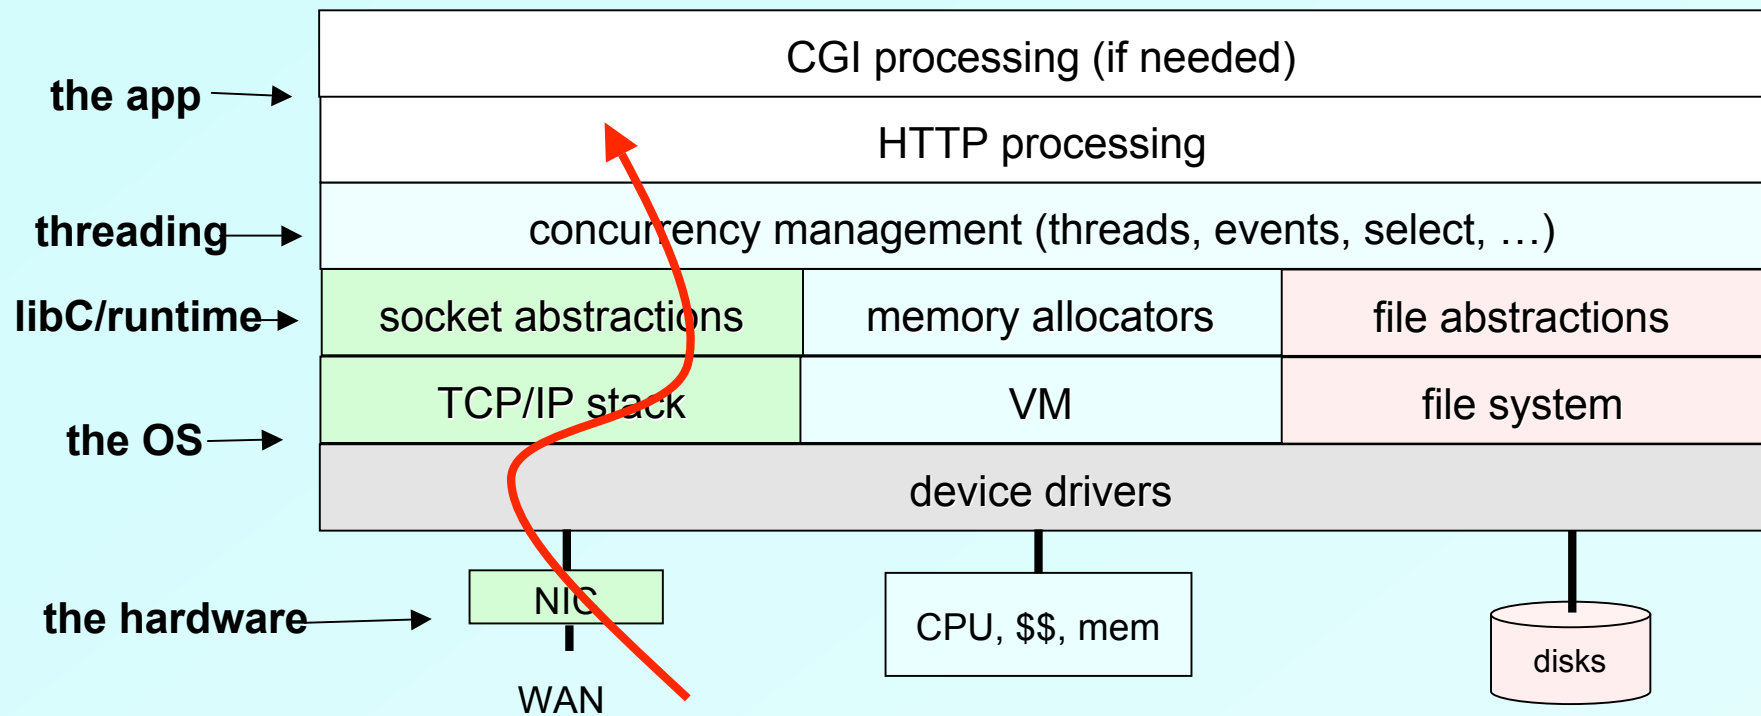 CGI processing (if needed)
the app
HTTP processing
threading
concurrency management (threads, events, select, …)
libC/runtime
socket abstractions
memory allocators
file abstractions
TCP/IP stack
VM
file system
the OS
device drivers
NIC
the hardware
CPU, $$, mem
disks
WAN